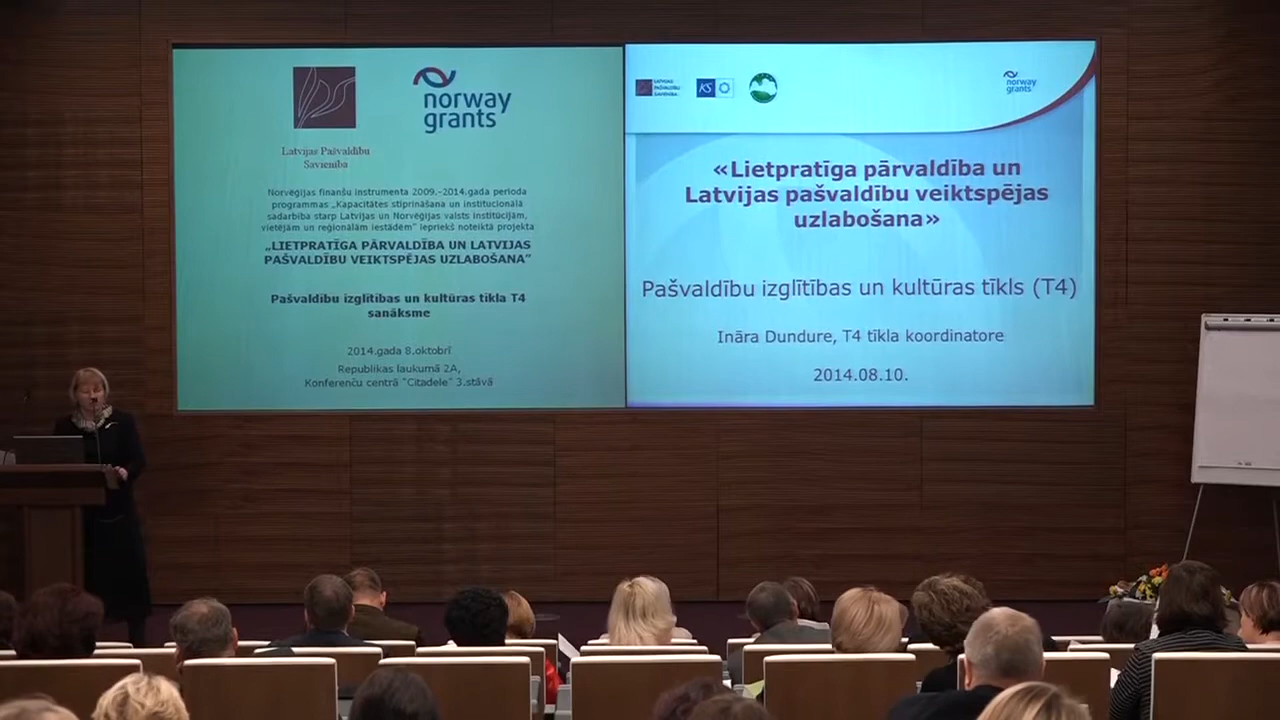 norway
grants
Latvijas Pašvaldību
Savienība
Norvēģijas finanšu instrumenta 2009.-2014.gada perioda
programmas „Kapacitātes stiprināšana un institucionālā
sadarbība starp Latvijas un Norvēģijas valsts institūcijām,
vietējām un reģionālām iestādēm” iepriekš noteiktā projekta
„LIETPRATĪGA PĀRVALDĪBA UN LATVIJAS
PAŠVALDĪBU VEIKTSPĒJAS UZLABOŠANA”
Pašvaldību izglītības un kultūras tīkla T4
sanāksme
2014.gada 8.oktobrī
Republikas laukumā 2A,
Konferenču centrā "Citadele" 3.stāvā
LATVIJAS
PAŠVALDĪBU
SAVIENĪBA
KS
norway
grants
«Lietpratīga pārvaldība un
Latvijas pašvaldību veiktspējas
uzlabošana»
Pašvaldību izglītības un kultūras tīkls (T4)
Ināra Dundure, T4 tīkla koordinatore
2014.08.10.